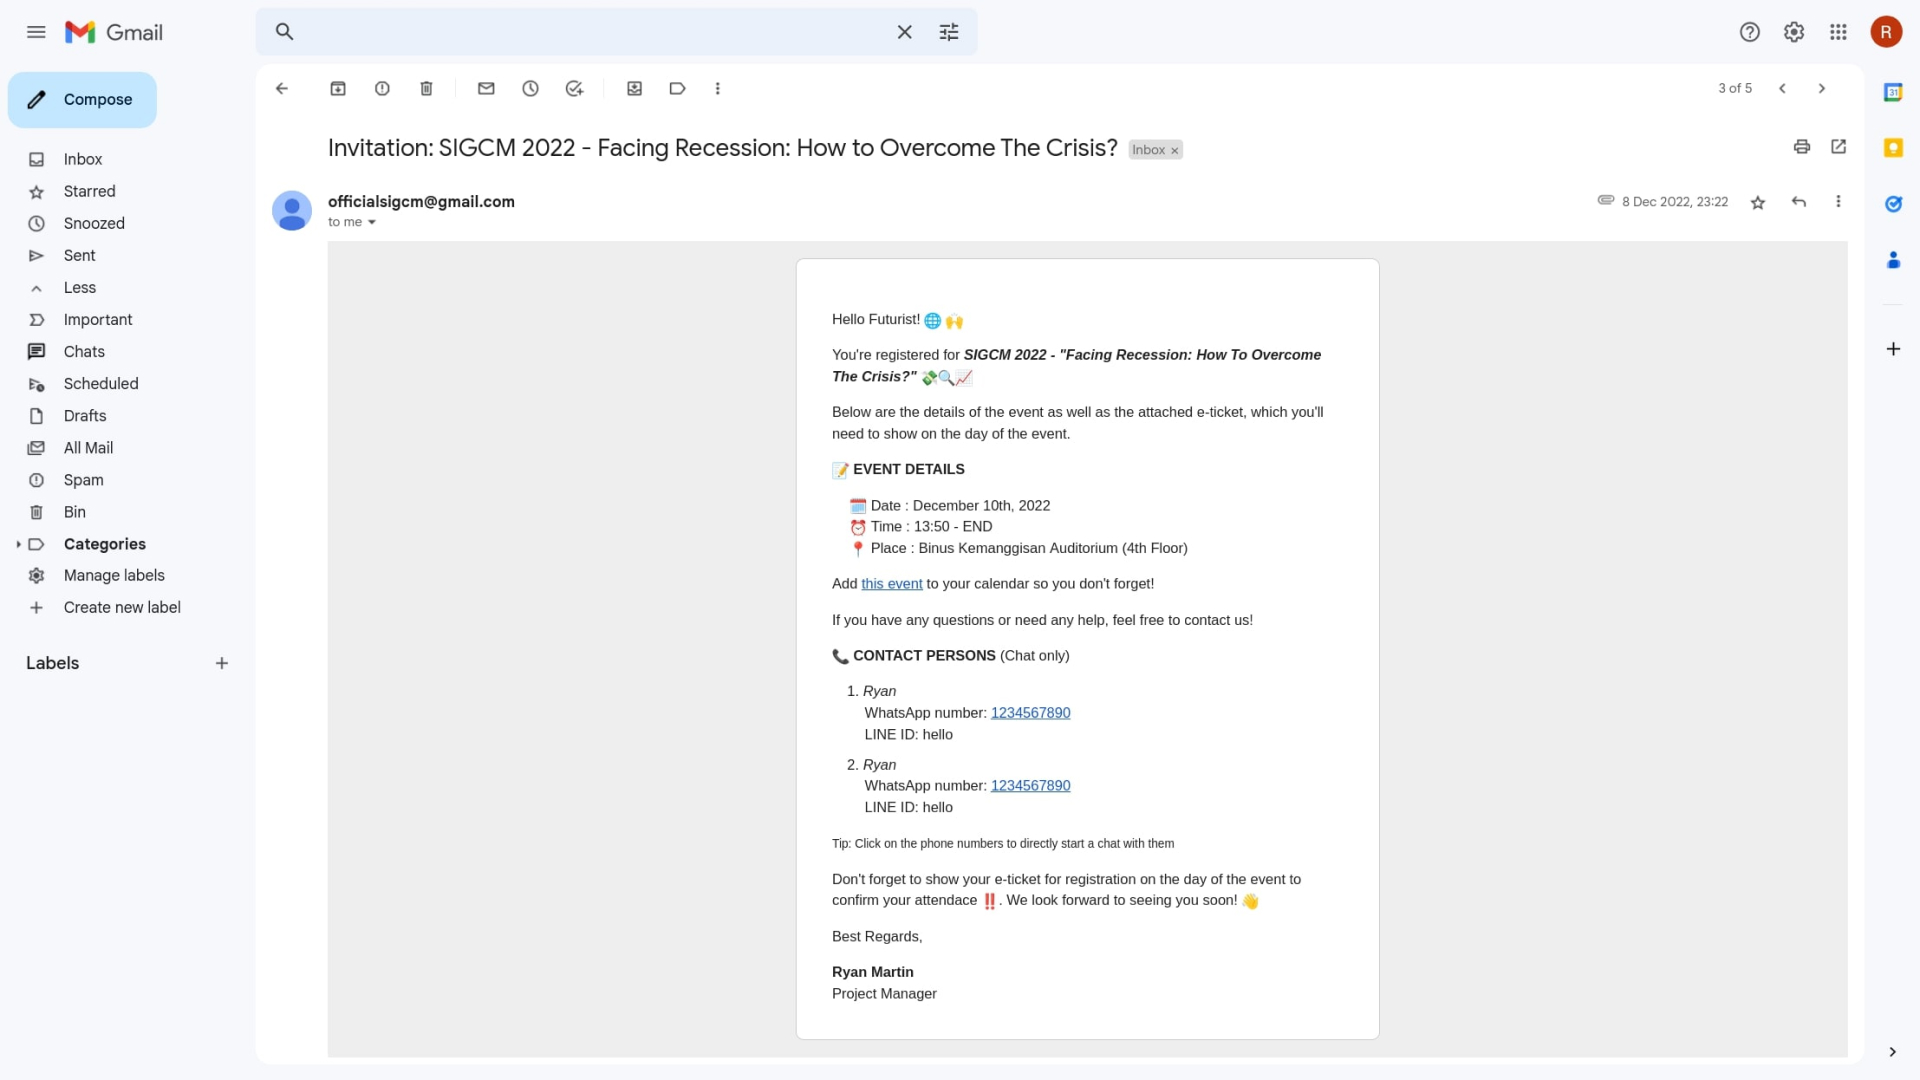 Gmail
R
Compose
3 of 5
Inbox
Starred
Snoozed
Sent
Less
Important
Chats
Scheduled
Drafts
All Mail
Spam
Bin
Categories
Manage labels
Create new label
Labels
31
Invitation: SIGCM 2022 - Facing Recession: How to Overcome The Crisis?
Inbox ×
officialsigcm@gmail.com
to me
8 Dec 2022, 23:22
Hello Futurist! 🌐 🙌
You're registered for SIGCM 2022 - "Facing Recession: How To Overcome
The Crisis?" 💸🔍📈
Below are the details of the event as well as the attached e-ticket, which you'll
need to show on the day of the event.
📝 EVENT DETAILS
🗓️ Date : December 10th, 2022
⏰ Time : 13:50 - END
📍 Place : Binus Kemanggisan Auditorium (4th Floor)
Add this event to your calendar so you don't forget!
If you have any questions or need any help, feel free to contact us!
📞 CONTACT PERSONS (Chat only)
1. Ryan
WhatsApp number: 1234567890
LINE ID: hello
2. Ryan
WhatsApp number: 1234567890
LINE ID: hello
Tip: Click on the phone numbers to directly start a chat with them
Don't forget to show your e-ticket for registration on the day of the event to
confirm your attendace ‼️. We look forward to seeing you soon! 👋
Best Regards,
Ryan Martin
Project Manager